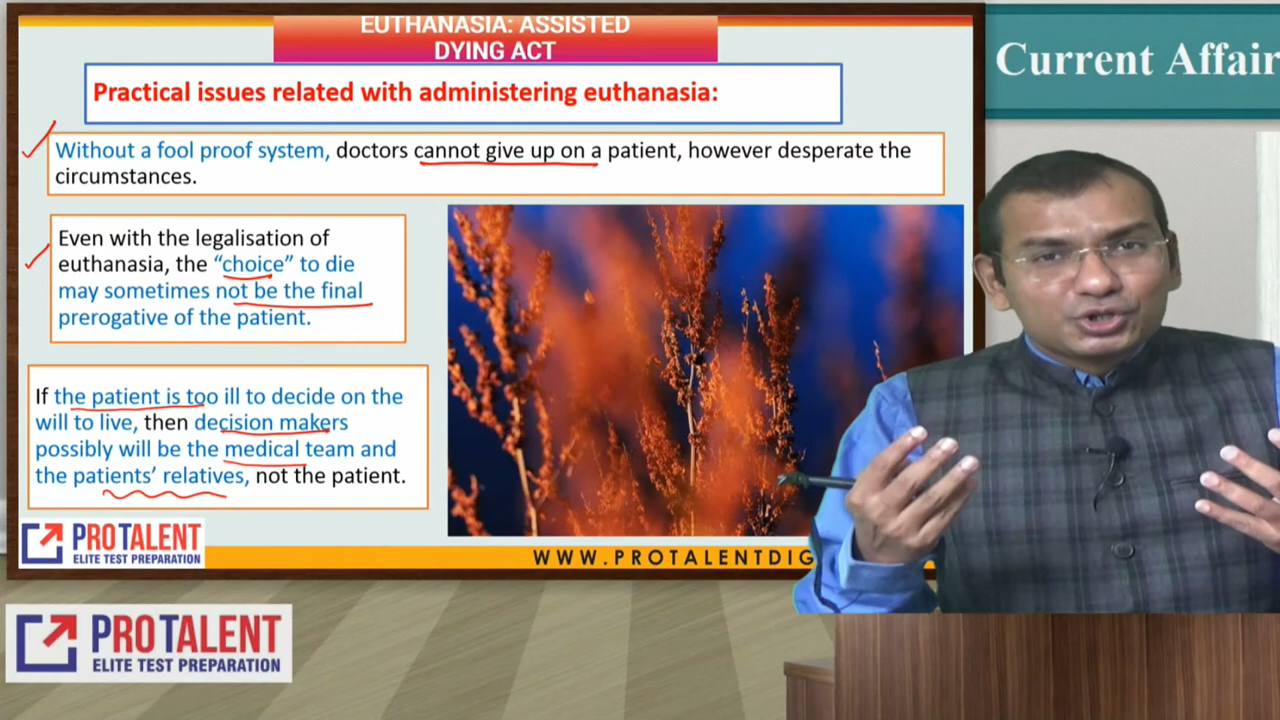 EUTHANASIA: ASSISTED
DYING ACT
Current Affair
Practical issues related with administering euthanasia:
Without a fool proof system, doctors cannot give up on a patient, however desperate the
circumstances.
Even with the legalisation of
euthanasia, the “choice” to die
may sometimes not be the final
prerogative of the patient.
If the patient is too ill to decide on the
will to live, then decision makers
possibly will be the medical team and
the patients’ relatives, not the patient.
PROTALENT
ELITE TEST PREPARATION
WWW.PROTALENTDIG
PROTALENT
ELITE TEST PREPARATION